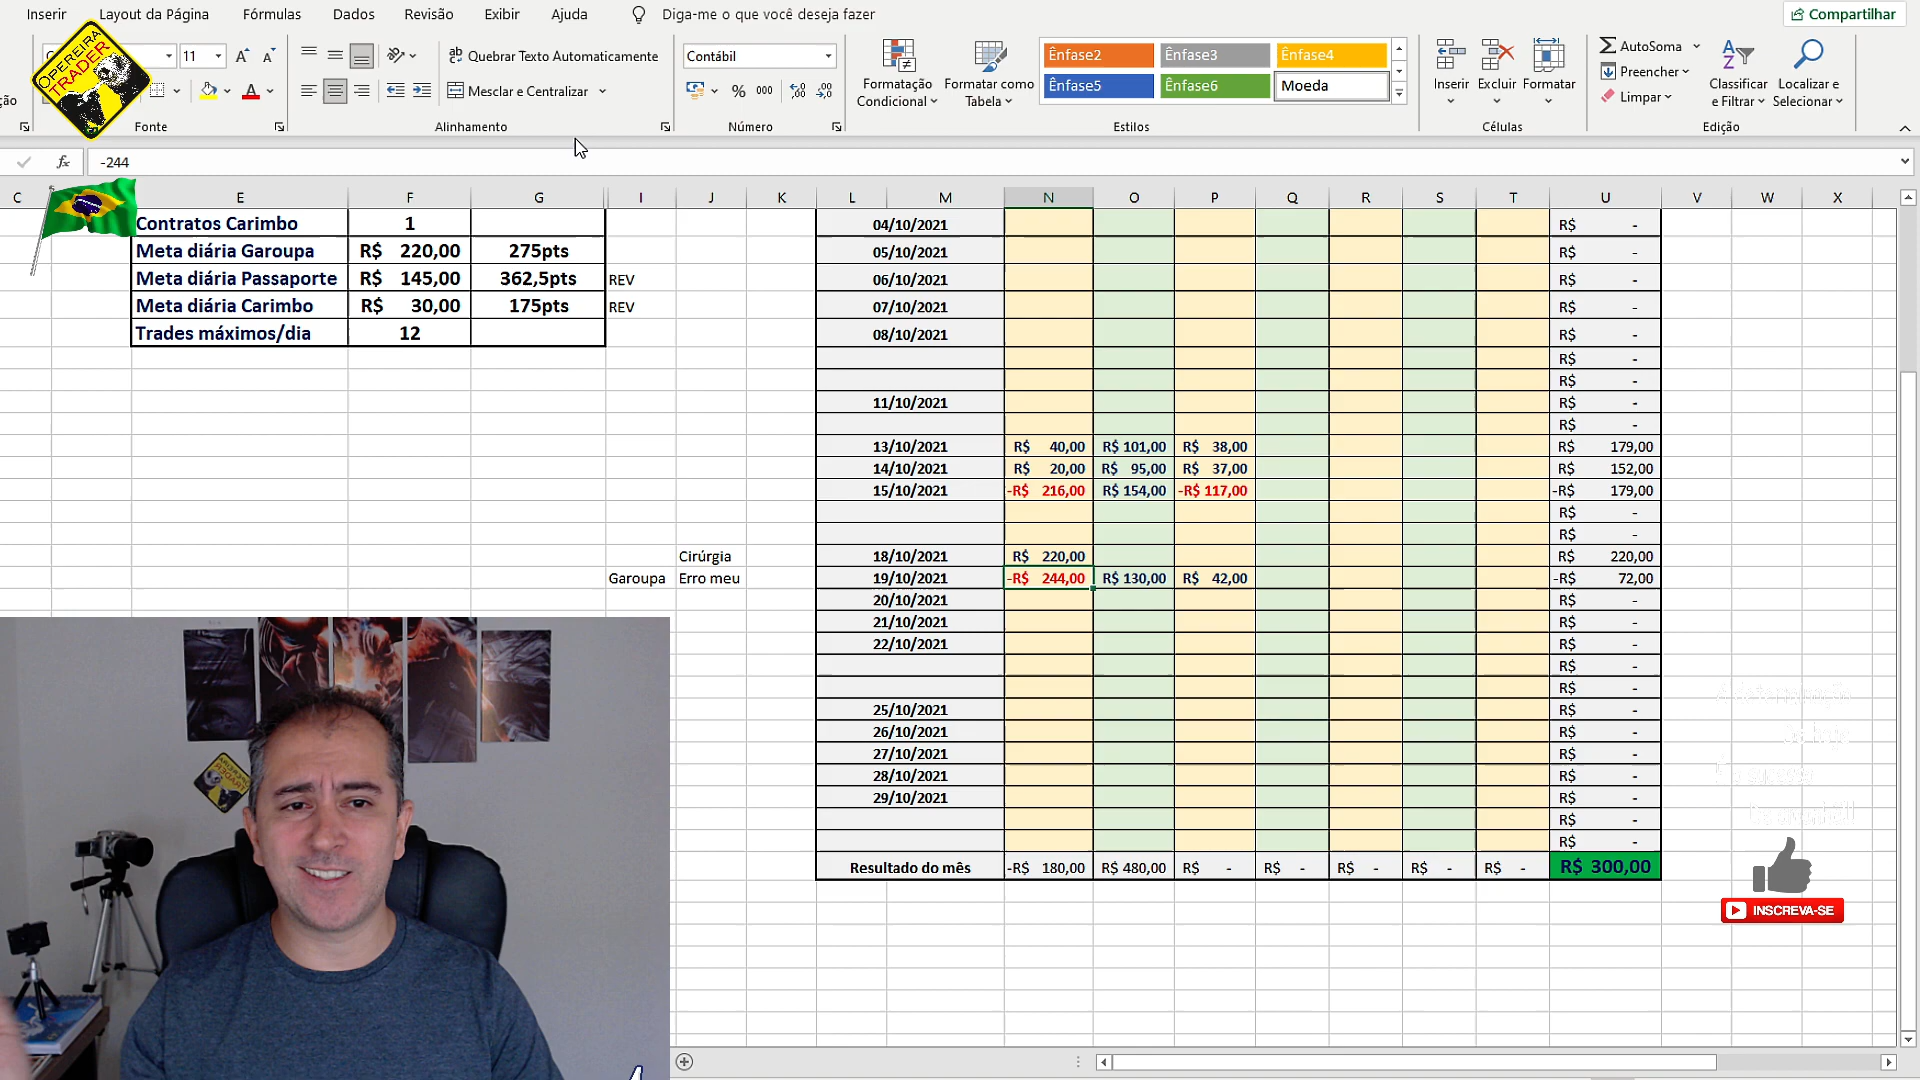 Inserir Layout da Página Fórmulas Dados Revisão Exibir Ajuda Diga-me o que você deseja fazer Compartilhar
11 Quebrar Texto Automaticamente Contábil
Mesclar e Centralizar % 000
Formatação Condicional
Formatar como Tabela
Ênfase2 Ênfase3 Ênfase4
Ênfase5 Ênfase6 Moeda
Inserir Excluir Formatar
AutoSoma
Preencher
Limpar
Classificar e Filtrar
Localizar e Selecionar
ção Fonte Alinhamento Número Estilos Células Edição
OPEREIRA TRADER
fx -244
C E F G I J K L M N O P Q R S T U V W X
Contratos Carimbo 1
Meta diária Garoupa R$ 220,00 275pts
Meta diária Passaporte R$ 145,00 362,5pts REV
Meta diária Carimbo R$ 30,00 175pts REV
Trades máximos/dia 12
04/10/2021 R$ -
05/10/2021 R$ -
06/10/2021 R$ -
07/10/2021 R$ -
08/10/2021 R$ -
R$ -
R$ -
11/10/2021 R$ -
R$ -
13/10/2021 R$ 40,00 R$ 101,00 R$ 38,00 R$ 179,00
14/10/2021 R$ 20,00 R$ 95,00 R$ 37,00 R$ 152,00
15/10/2021 -R$ 216,00 R$ 154,00 -R$ 117,00 -R$ 179,00
R$ -
R$ -
Cirúrgia 18/10/2021 R$ 220,00 R$ 220,00
Garoupa Erro meu 19/10/2021 -R$ 244,00 R$ 130,00 R$ 42,00 -R$ 72,00
20/10/2021 R$ -
21/10/2021 R$ -
22/10/2021 R$ -
R$ -
R$ -
25/10/2021 R$ -
26/10/2021 R$ -
27/10/2021 R$ -
28/10/2021 R$ -
29/10/2021 R$ -
R$ -
R$ -
Resultado do mês -R$ 180,00 R$ 480,00 R$ - R$ - R$ - R$ - R$ - R$ 300,00
INSCREVA-SE